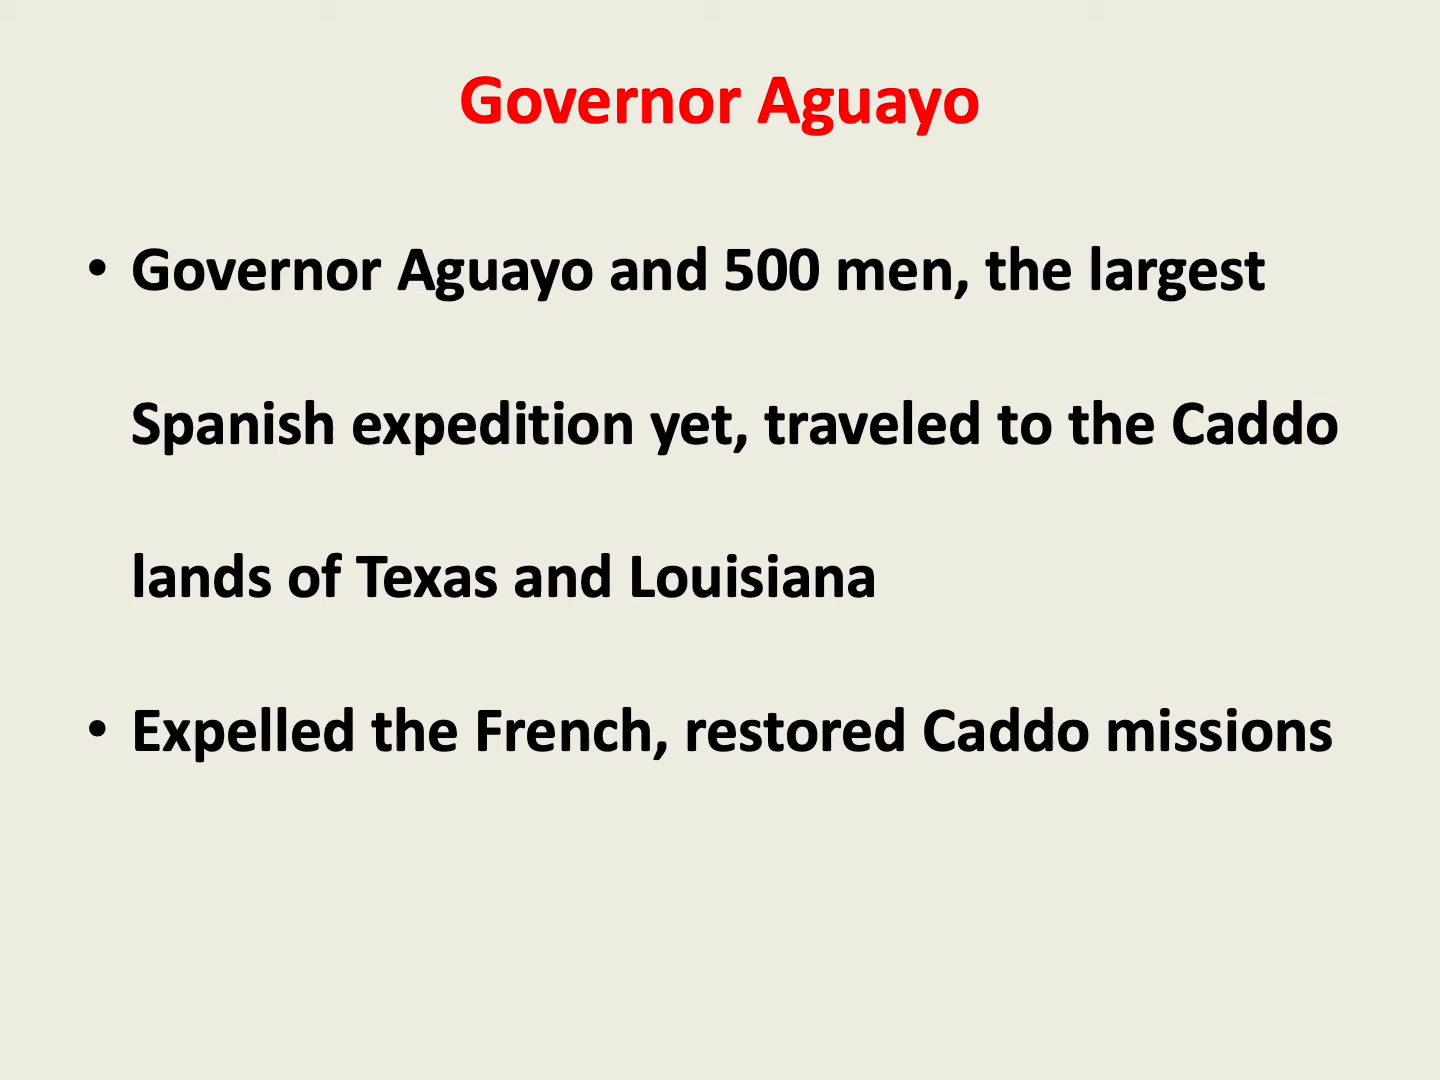 Governor Aguayo
• Governor Aguayo and 500 men, the largest
Spanish expedition yet, traveled to the Caddo
lands of Texas and Louisiana
• Expelled the French, restored Caddo missions